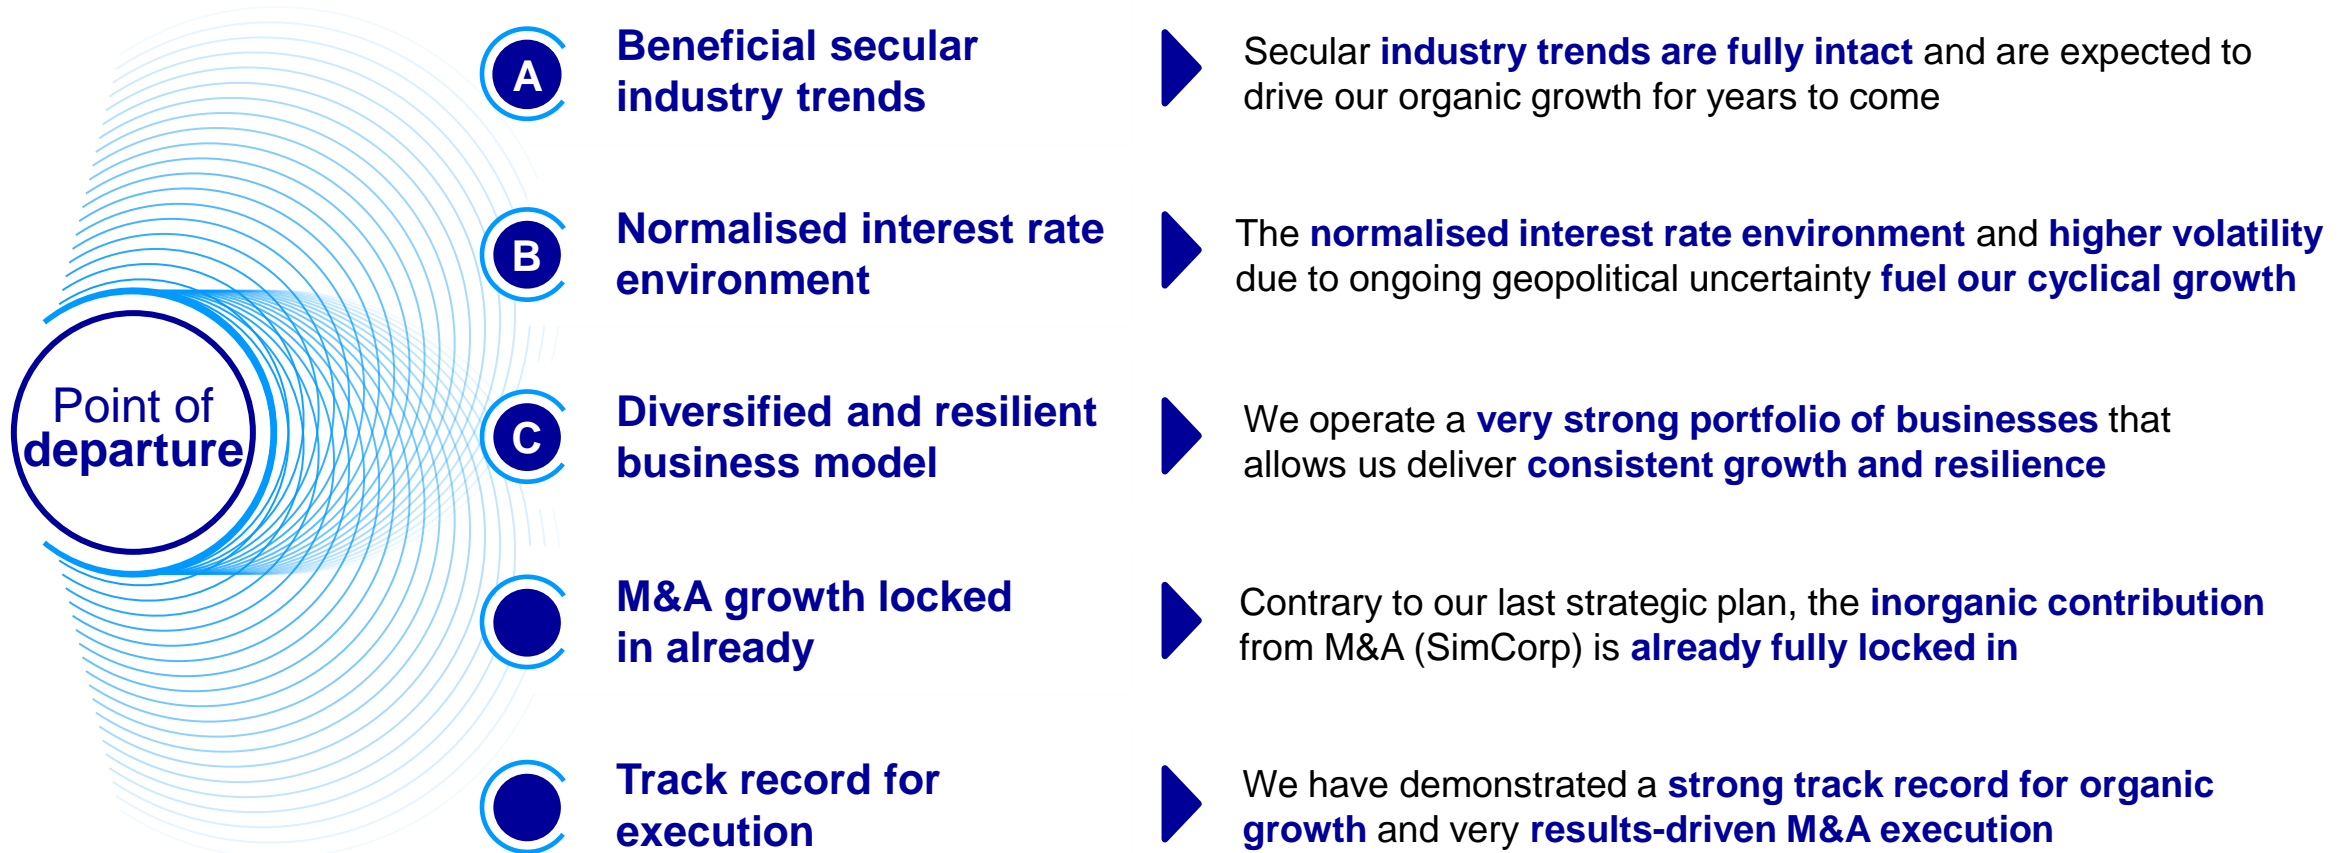 Point of
departure
A
Beneficial secular
industry trends
Secular industry trends are fully intact and are expected to
drive our organic growth for years to come
B
Normalised interest rate
environment
The normalised interest rate environment and higher volatility
due to ongoing geopolitical uncertainty fuel our cyclical growth
C
Diversified and resilient
business model
We operate a very strong portfolio of businesses that
allows us deliver consistent growth and resilience
M&A growth locked
in already
Contrary to our last strategic plan, the inorganic contribution
from M&A (SimCorp) is already fully locked in
Track record for
execution
We have demonstrated a strong track record for organic
growth and very results-driven M&A execution